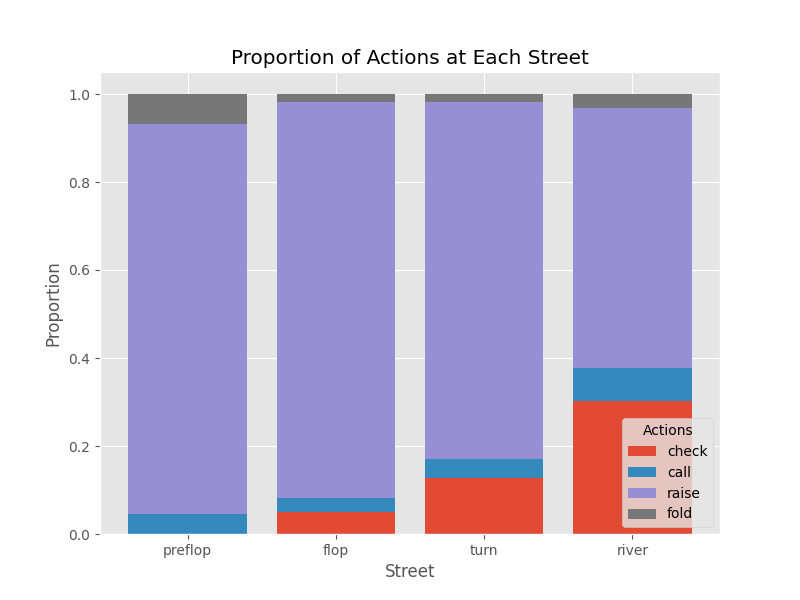 Proportion of Actions at Each Street
1.0
0.8
0.6
0.4
0.2
0.0
Proportion
preflop flop turn river
Street
Actions
check
call
raise
fold